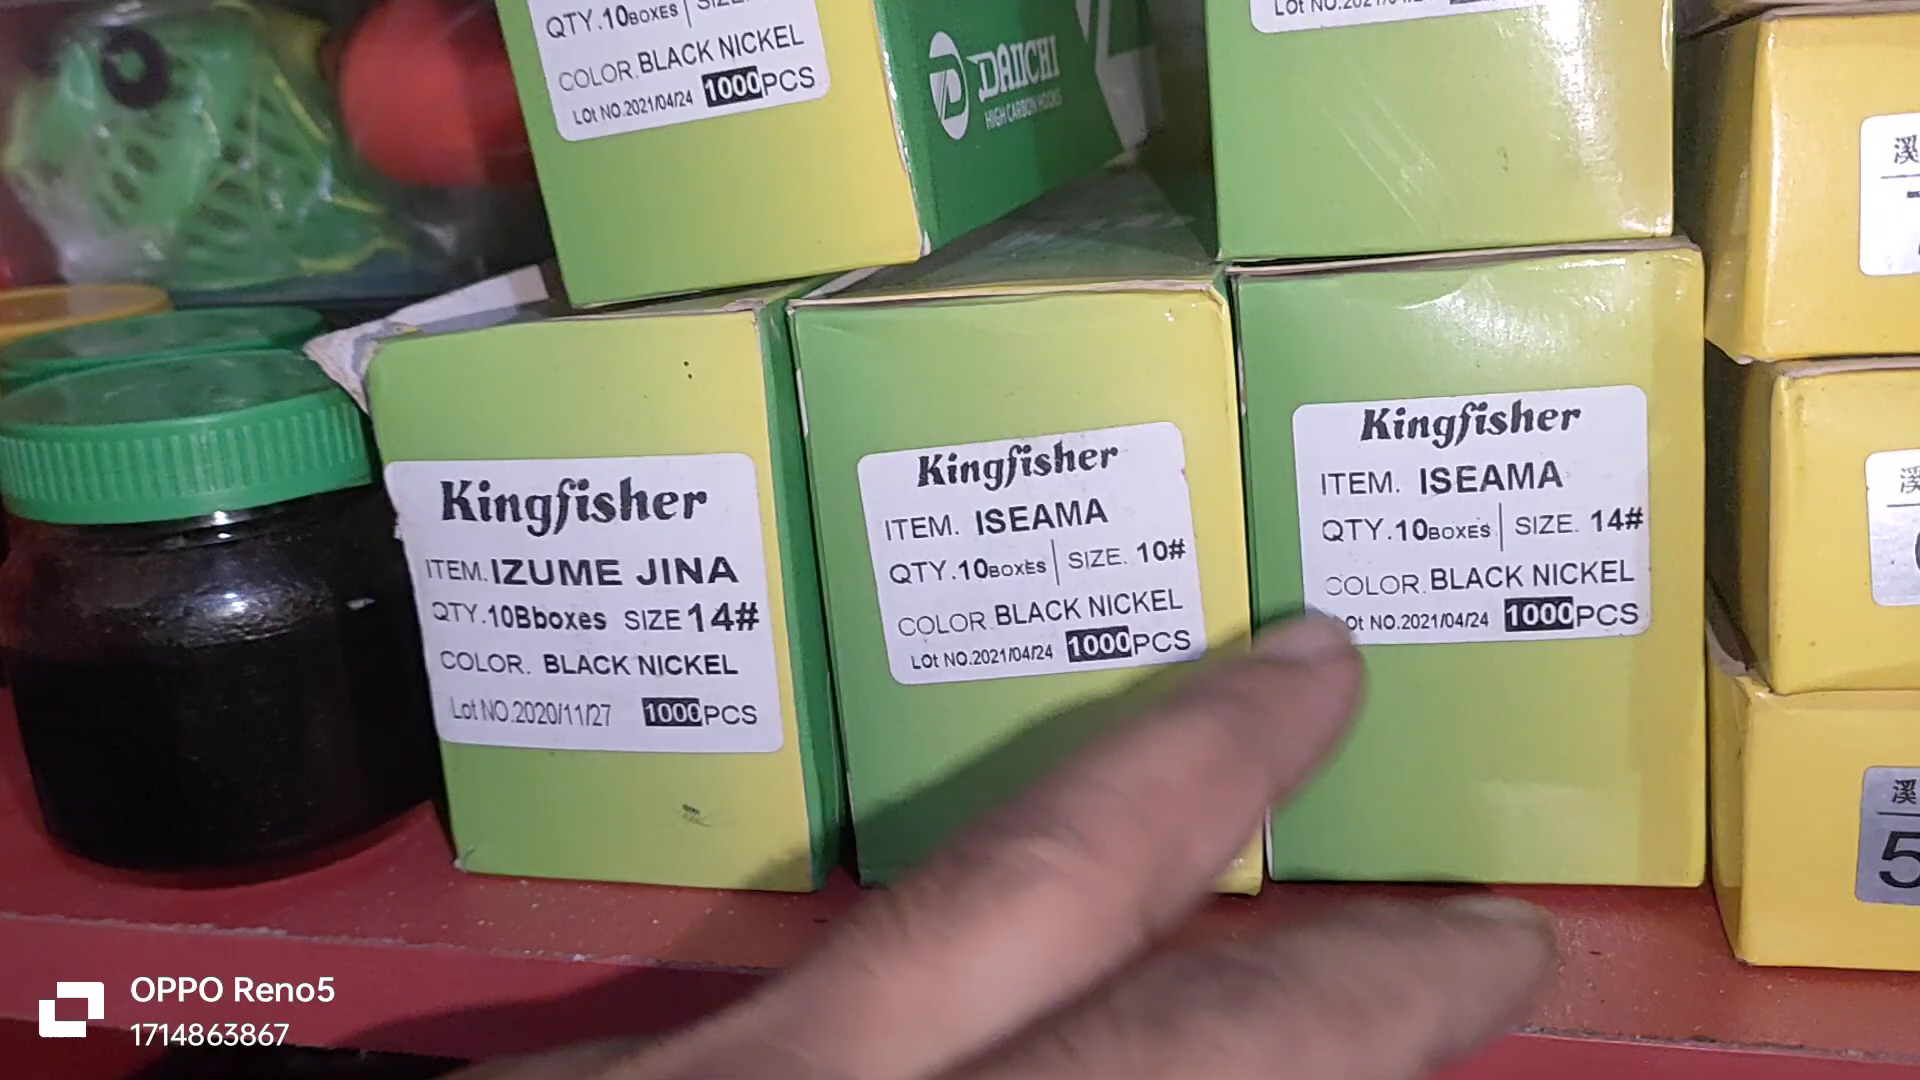 QTY.10BOXES | SIZE.
COLOR.BLACK NICKEL
Lot NO.2021/04/24 1000PCS
DAIICHI
HIGH CARBON HOOKS
Kingfisher
ITEM.IZUME JINA
QTY.10Bboxes SIZE 14#
COLOR. BLACK NICKEL
Lot NO.2020/11/27 1000PCS
Kingfisher
ITEM. ISEAMA
QTY.10BOXES | SIZE. 10#
COLOR.BLACK NICKEL
Lot NO.2021/04/24 1000PCS
Kingfisher
ITEM. ISEAMA
QTY.10BOXES | SIZE. 14#
COLOR.BLACK NICKEL
Lot NO.2021/04/24 1000PCS
溪
溪
溪
5
OPPO Reno5
1714863867